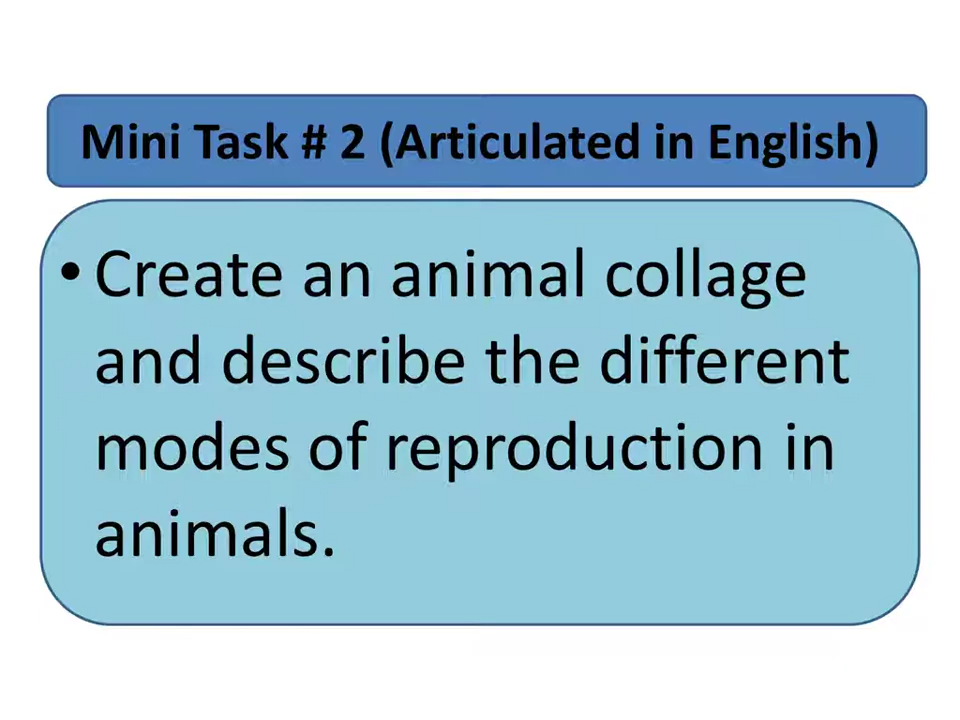 Mini Task # 2 (Articulated in English)
• Create an animal collage
and describe the different
modes of reproduction in
animals.